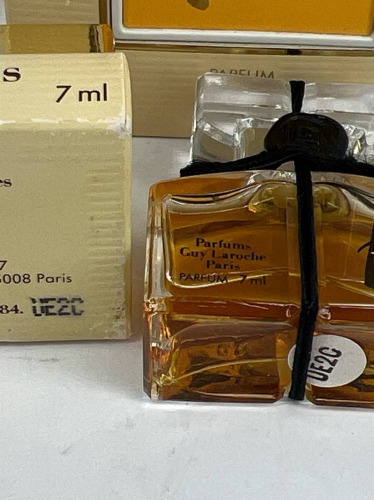 s
7 ml
es
7
5008 Paris
84. UE2C
PARFUM
Parfums
Guy Laroche
Paris
PARFUM 7 ml
UE2C